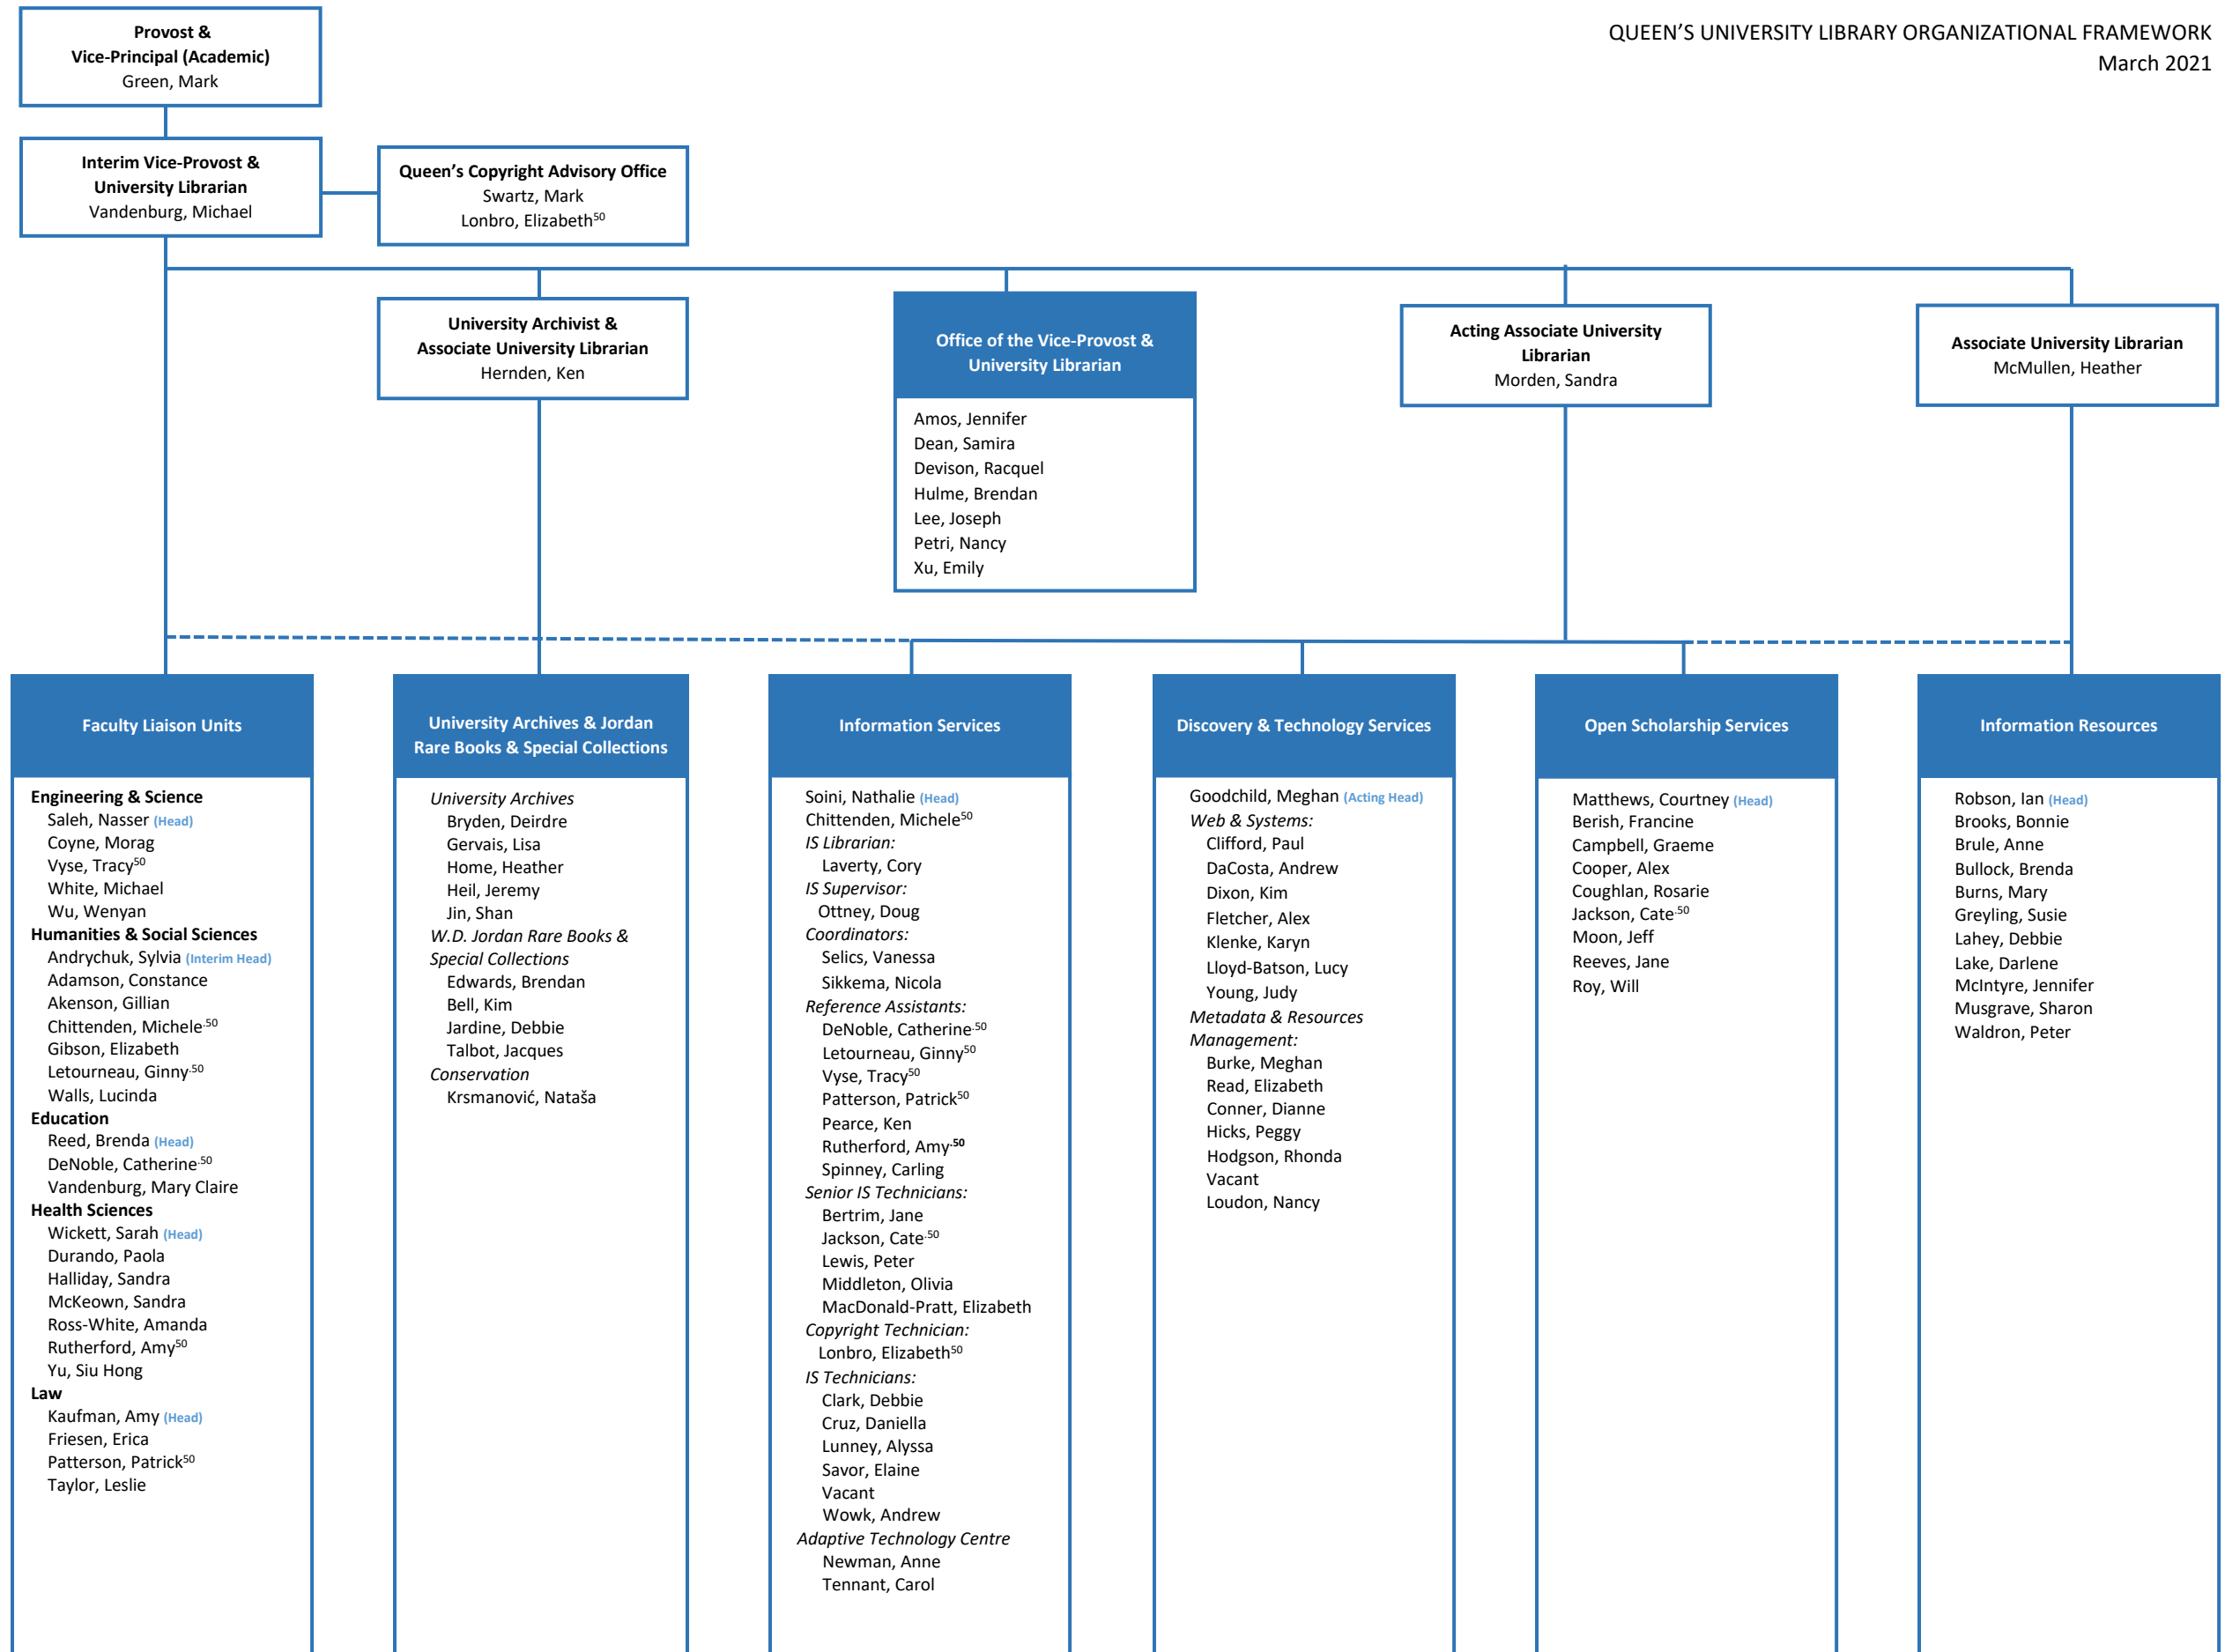 QUEEN'S UNIVERSITY LIBRARY ORGANIZATIONAL FRAMEWORK
March 2021
Provost &
Vice-Principal (Academic)
Green, Mark
Interim Vice-Provost &
University Librarian
Vandenburg, Michael
Queen's Copyright Advisory Office
Swartz, Mark
Lonbro, Elizabeth50
University Archivist &
Associate University Librarian
Hernden, Ken
Office of the Vice-Provost &
University Librarian
Amos, Jennifer
Dean, Samira
Devison, Racquel
Hulme, Brendan
Lee, Joseph
Petri, Nancy
Xu, Emily
Acting Associate University
Librarian
Morden, Sandra
Associate University Librarian
McMullen, Heather
Faculty Liaison Units
Engineering & Science
Saleh, Nasser (Head)
Coyne, Morag
Vyse, Tracy50
White, Michael
Wu, Wenyan
Humanities & Social Sciences
Andrychuk, Sylvia (Interim Head)
Adamson, Constance
Akenson, Gillian
Chittenden, Michele.50
Gibson, Elizabeth
Letourneau, Ginny.50
Walls, Lucinda
Education
Reed, Brenda (Head)
DeNoble, Catherine.50
Vandenburg, Mary Claire
Health Sciences
Wickett, Sarah (Head)
Durando, Paola
Halliday, Sandra
McKeown, Sandra
Ross-White, Amanda
Rutherford, Amy50
Yu, Siu Hong
Law
Kaufman, Amy (Head)
Friesen, Erica
Patterson, Patrick50
Taylor, Leslie
University Archives & Jordan
Rare Books & Special Collections
University Archives
Bryden, Deirdre
Gervais, Lisa
Home, Heather
Heil, Jeremy
Jin, Shan
W.D. Jordan Rare Books &
Special Collections
Edwards, Brendan
Bell, Kim
Jardine, Debbie
Talbot, Jacques
Conservation
Krsmanović, Nataša
Information Services
Soini, Nathalie (Head)
Chittenden, Michele50
IS Librarian:
Laverty, Cory
IS Supervisor:
Ottney, Doug
Coordinators:
Selics, Vanessa
Sikkema, Nicola
Reference Assistants:
DeNoble, Catherine.50
Letourneau, Ginny50
Vyse, Tracy50
Patterson, Patrick50
Pearce, Ken
Rutherford, Amy.50
Spinney, Carling
Senior IS Technicians:
Bertrim, Jane
Jackson, Cate.50
Lewis, Peter
Middleton, Olivia
MacDonald-Pratt, Elizabeth
Copyright Technician:
Lonbro, Elizabeth50
IS Technicians:
Clark, Debbie
Cruz, Daniella
Lunney, Alyssa
Savor, Elaine
Vacant
Wowk, Andrew
Adaptive Technology Centre
Newman, Anne
Tennant, Carol
Discovery & Technology Services
Goodchild, Meghan (Acting Head)
Web & Systems:
Clifford, Paul
DaCosta, Andrew
Dixon, Kim
Fletcher, Alex
Klenke, Karyn
Lloyd-Batson, Lucy
Young, Judy
Metadata & Resources
Management:
Burke, Meghan
Read, Elizabeth
Conner, Dianne
Hicks, Peggy
Hodgson, Rhonda
Vacant
Loudon, Nancy
Open Scholarship Services
Matthews, Courtney (Head)
Berish, Francine
Campbell, Graeme
Cooper, Alex
Coughlan, Rosarie
Jackson, Cate.50
Moon, Jeff
Reeves, Jane
Roy, Will
Information Resources
Robson, Ian (Head)
Brooks, Bonnie
Brule, Anne
Bullock, Brenda
Burns, Mary
Greyling, Susie
Lahey, Debbie
Lake, Darlene
McIntyre, Jennifer
Musgrave, Sharon
Waldron, Peter